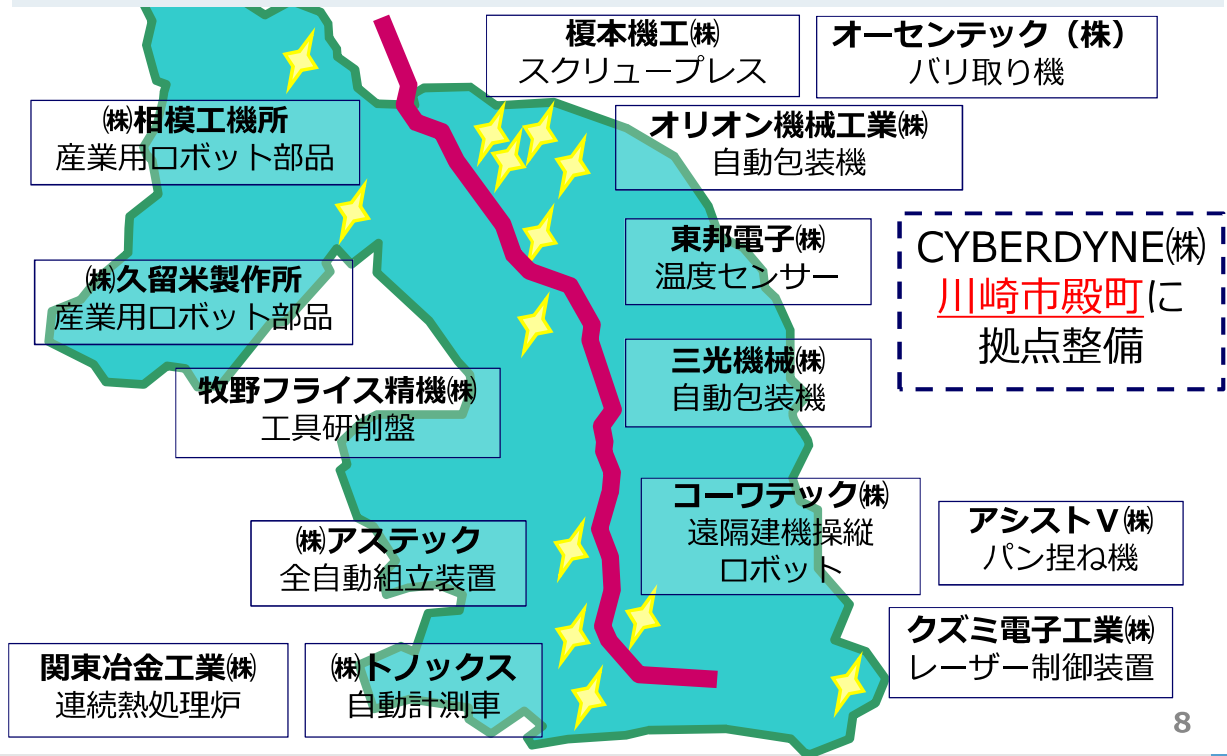 榎本機工㈱
スクリュープレス
オーセンテック（株）
バリ取り機
㈱相模工機所
産業用ロボット部品
オリオン機械工業㈱
自動包装機
東邦電子㈱
温度センサー
CYBERDYNE㈱
川崎市殿町に
拠点整備
㈱久留米製作所
産業用ロボット部品
三光機械㈱
自動包装機
牧野フライス精機㈱
工具研削盤
コーワテック㈱
遠隔建機操縦
ロボット
アシストＶ㈱
パン捏ね機
㈱アステック
全自動組立装置
クズミ電子工業㈱
レーザー制御装置
関東冶金工業㈱
連続熱処理炉
㈱トノックス
自動計測車
8